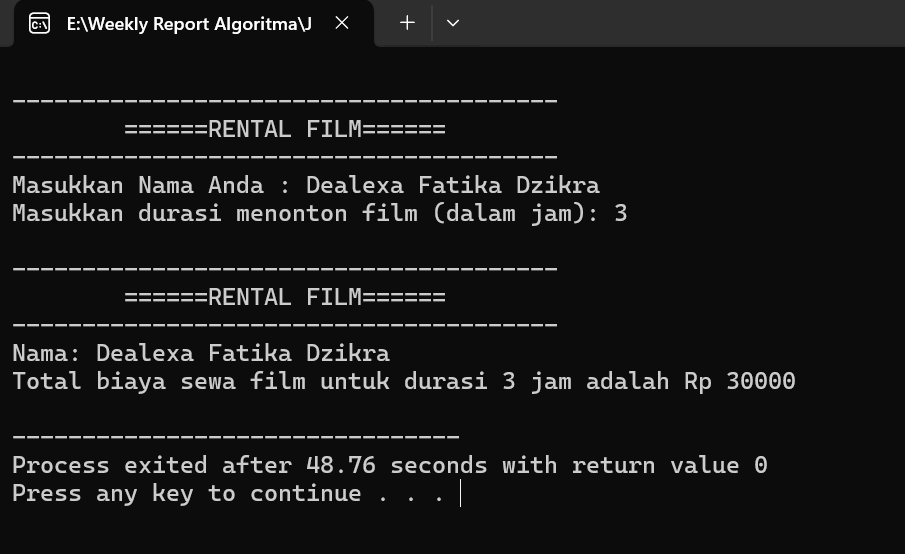 E:\Weekly Report Algoritma\J
---------------------------------------
======RENTAL FILM======
---------------------------------------
Masukkan Nama Anda : Dealexa Fatika Dzikra
Masukkan durasi menonton film (dalam jam): 3
---------------------------------------
======RENTAL FILM======
---------------------------------------
Nama: Dealexa Fatika Dzikra
Total biaya sewa film untuk durasi 3 jam adalah Rp 30000
--------------------------------
Process exited after 48.76 seconds with return value 0
Press any key to continue . . .